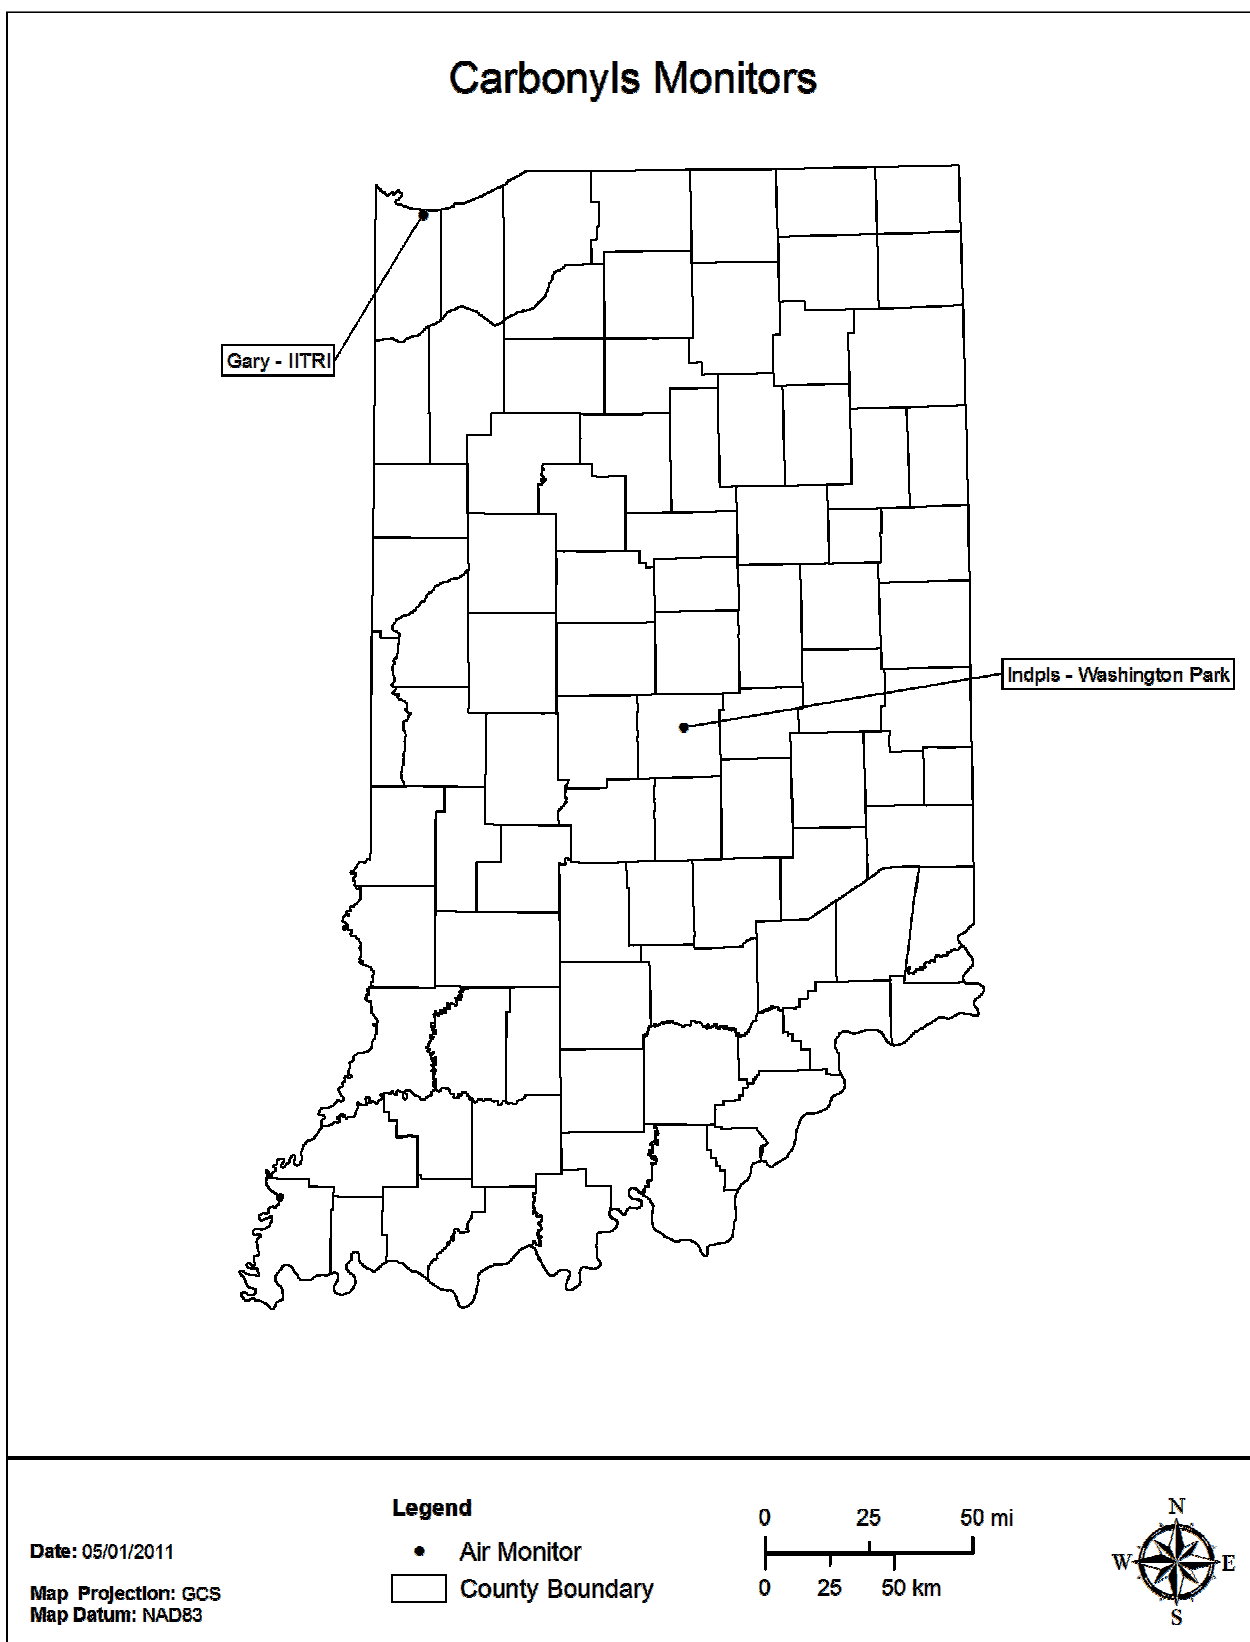 Carbonyls Monitors
Gary - IITRI
Indpls - Washington Park
Legend
Air Monitor
County Boundary
Date: 05/01/2011
Map Projection: GCS
Map Datum: NAD83
0 25 50 mi
0 25 50 km
N
W E
S